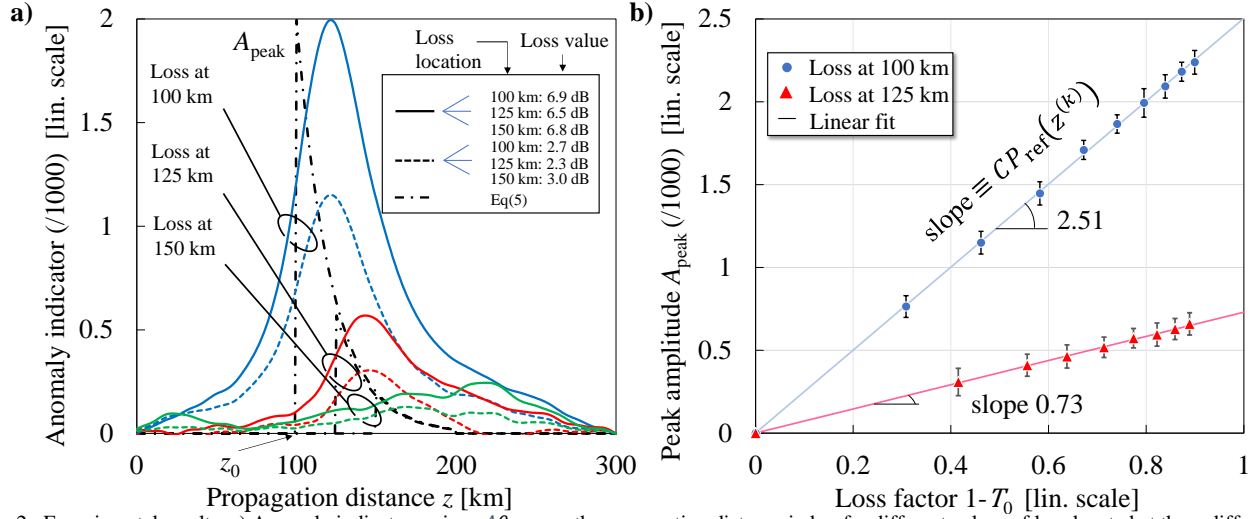 a)
Anomaly indicator (/1000) [lin. scale]
2
1.5
1
0.5
0
A_peak
Loss at
100 km
Loss at
125 km
Loss at
150 km
Loss
location
Loss value
100 km: 6.9 dB
125 km: 6.5 dB
150 km: 6.8 dB
100 km: 2.7 dB
125 km: 2.3 dB
150 km: 3.0 dB
Eq(5)
0
z_0
100
200
300
Propagation distance z [km]
b)
Peak amplitude A_peak (/1000) [lin. scale]
2.5
2
1.5
1
0.5
0
Loss at 100 km
Loss at 125 km
Linear fit
slope ≡ CP_ref(z^(k))
2.51
slope 0.73
0
0.2
0.4
0.6
0.8
1
Loss factor 1-T_0 [lin. scale]